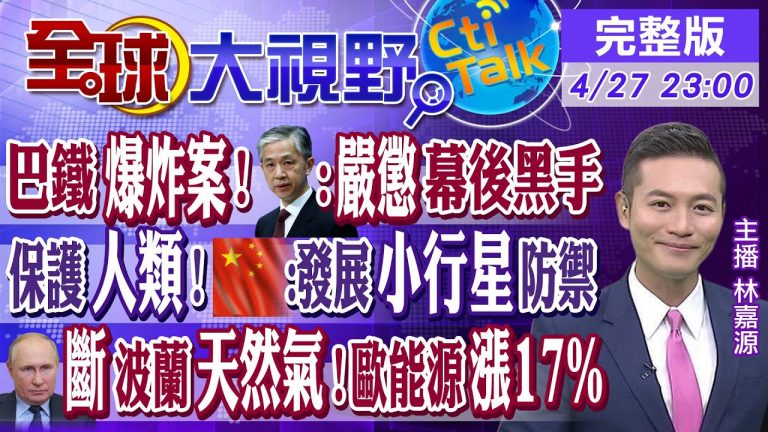 全球大視野
Cti Talk
完整版
4/27 23:00
巴鐵 爆炸案! :嚴懲 幕後黑手
保護 人類! :發展 小行星 防禦
斷 波蘭 天然氣!歐能源 漲17%
主播 林嘉源